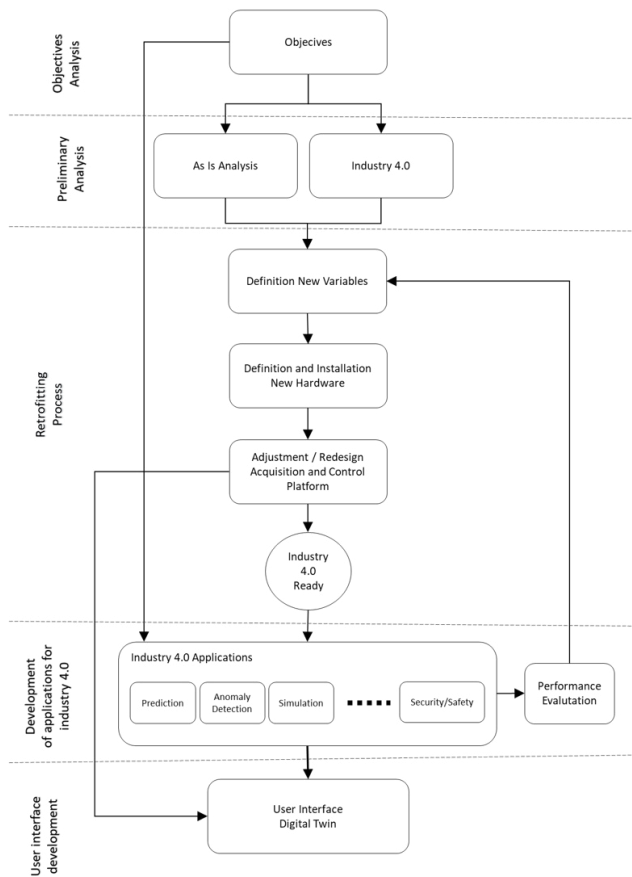 Objectives
Analysis
Objecives
Preliminary
Analysis
As Is Analysis
Industry 4.0
Retrofitting
Process
Definition New Variables
Definition and Installation
New Hardware
Adjustment / Redesign
Acquisition and Control
Platform
Industry
4.0
Ready
Development
of applications for
industry 4.0
Industry 4.0 Applications
Prediction
Anomaly
Detection
Simulation
Security/Safety
Performance
Evalutation
User interface
development
User Interface
Digital Twin